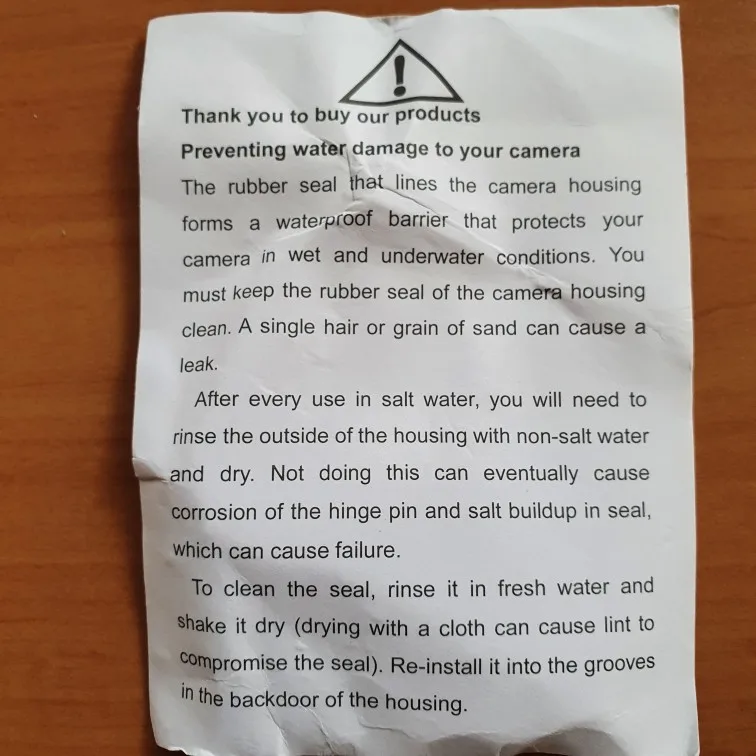 !
Thank you to buy our products
Preventing water damage to your camera
The rubber seal that lines the camera housing
forms a waterproof barrier that protects your
camera in wet and underwater conditions. You
must keep the rubber seal of the camera housing
clean. A single hair or grain of sand can cause a
leak.
After every use in salt water, you will need to
rinse the outside of the housing with non-salt water
and dry. Not doing this can eventually cause
corrosion of the hinge pin and salt buildup in seal,
which can cause failure.
To clean the seal, rinse it in fresh water and
shake it dry (drying with a cloth can cause lint to
compromise the seal). Re-install it into the grooves
in the backdoor of the housing.